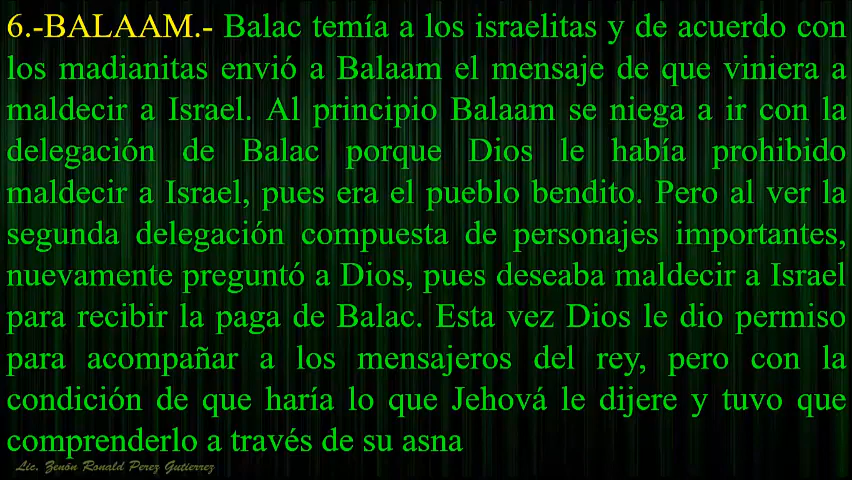 6.-BALAAM.- Balac temía a los israelitas y de acuerdo con
los madianitas envió a Balaam el mensaje de que viniera a
maldecir a Israel. Al principio Balaam se niega a ir con la
delegación de Balac porque Dios le había prohibido
maldecir a Israel, pues era el pueblo bendito. Pero al ver la
segunda delegación compuesta de personajes importantes,
nuevamente preguntó a Dios, pues deseaba maldecir a Israel
para recibir la paga de Balac. Esta vez Dios le dio permiso
para acompañar a los mensajeros del rey, pero con la
condición de que haría lo que Jehová le dijere y tuvo que
comprenderlo a través de su asna
Lic. Zenón Ronald Perez Gutierrez